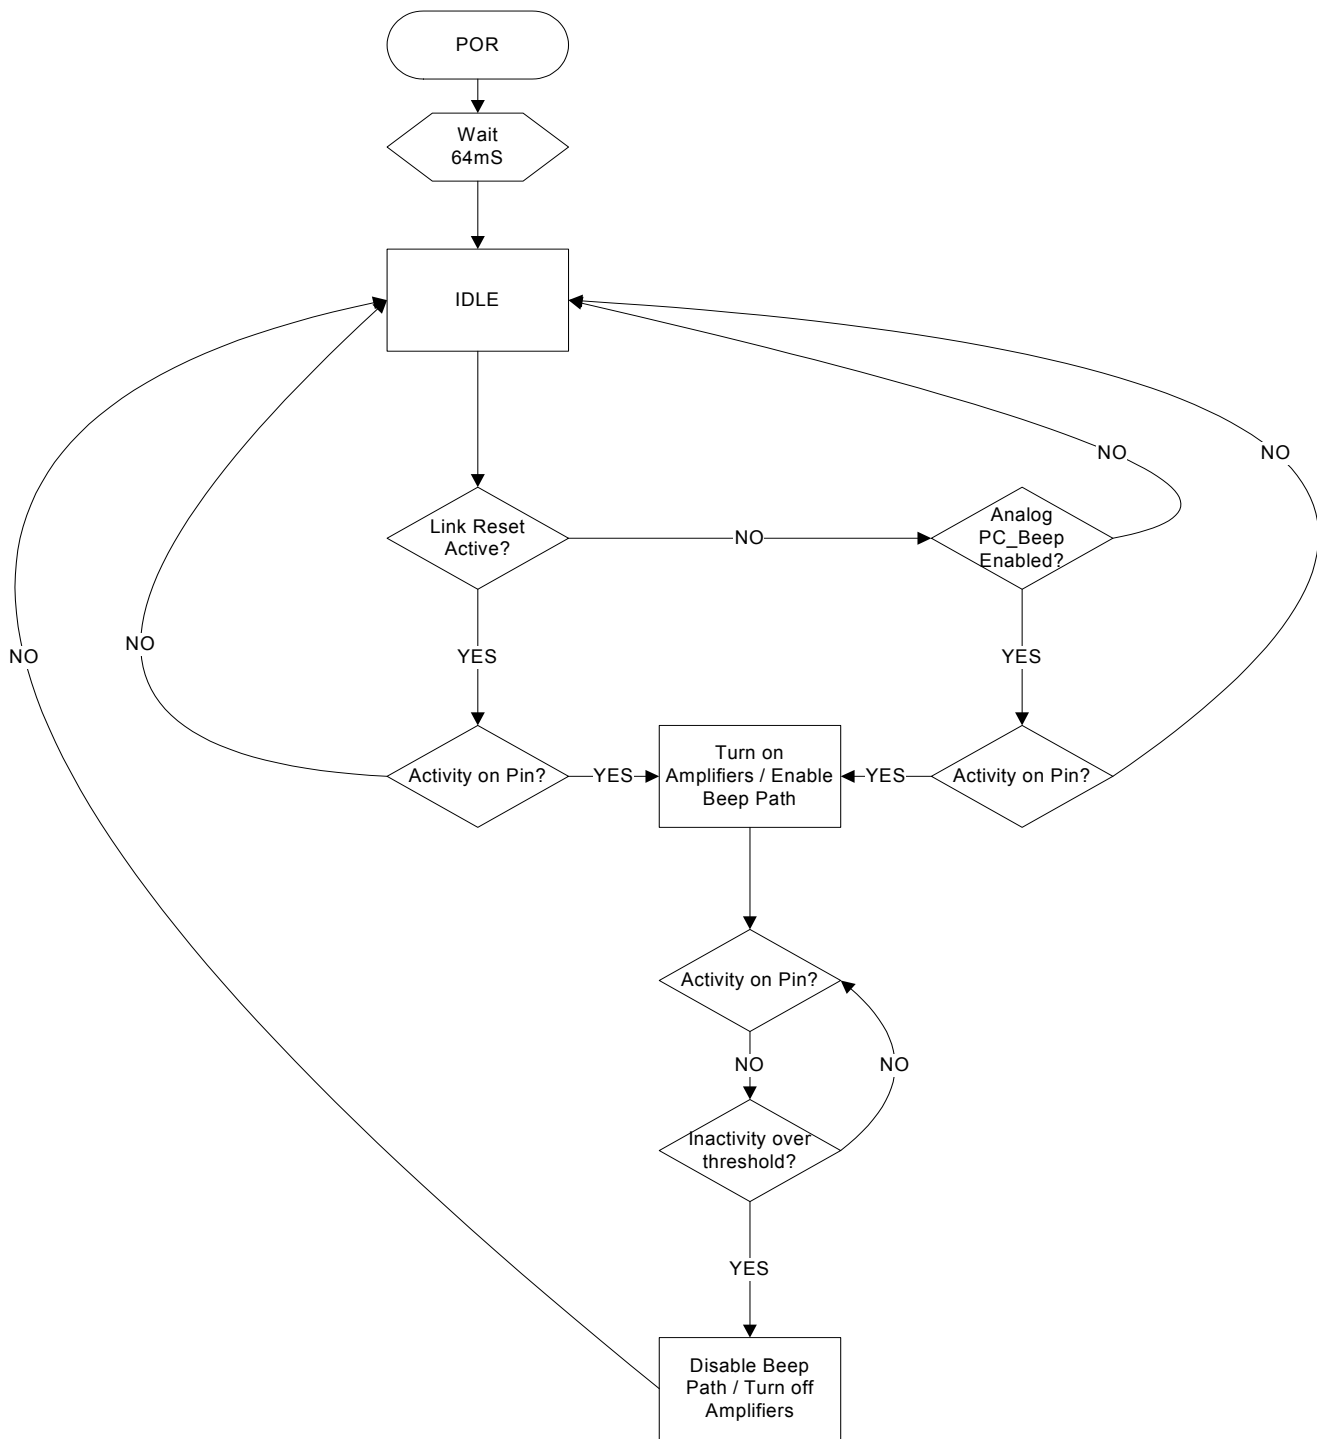 POR
Wait
64mS
IDLE
NO
NO
Link Reset
Active?
NO
Analog
PC_Beep
Enabled?
NO
NO
YES
YES
Activity on Pin?
YES
Turn on
Amplifiers / Enable
Beep Path
YES
Activity on Pin?
Activity on Pin?
NO
NO
Inactivity over
threshold?
YES
Disable Beep
Path / Turn off
Amplifiers